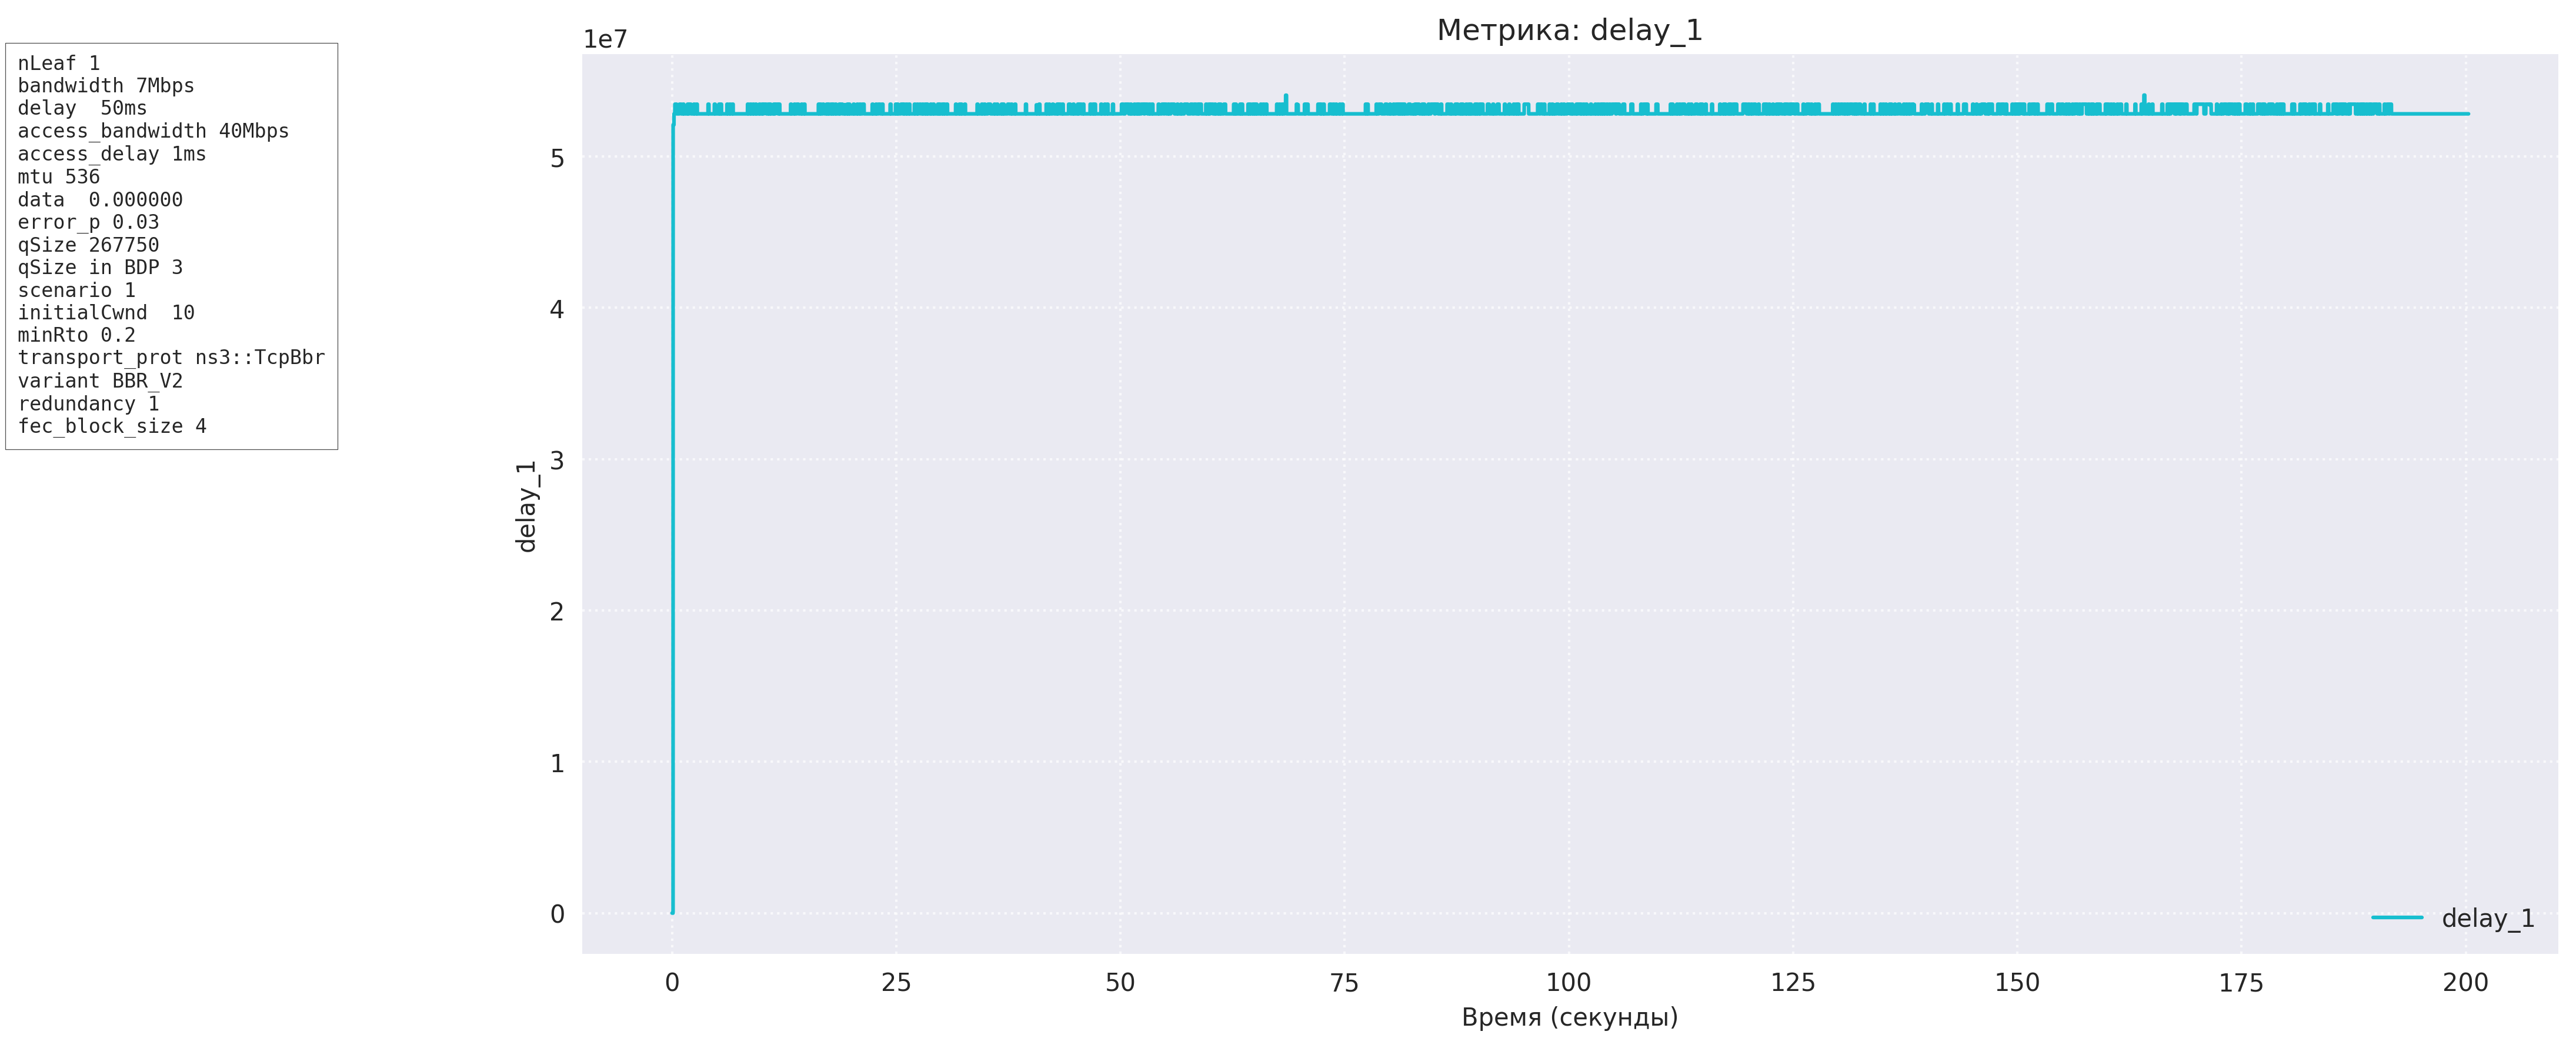 nLeaf 1
bandwidth 7Mbps
delay  50ms
access_bandwidth 40Mbps
access_delay 1ms
mtu 536
data  0.000000
error_p 0.03
qSize 267750
qSize in BDP 3
scenario 1
initialCwnd  10
minRto 0.2
transport_prot ns3::TcpBbr
variant BBR_V2
redundancy 1
fec_block_size 4
Метрика: delay_1
1e7
5
4
3
2
1
0
delay_1
0 25 50 75 100 125 150 175 200
Время (секунды)
delay_1